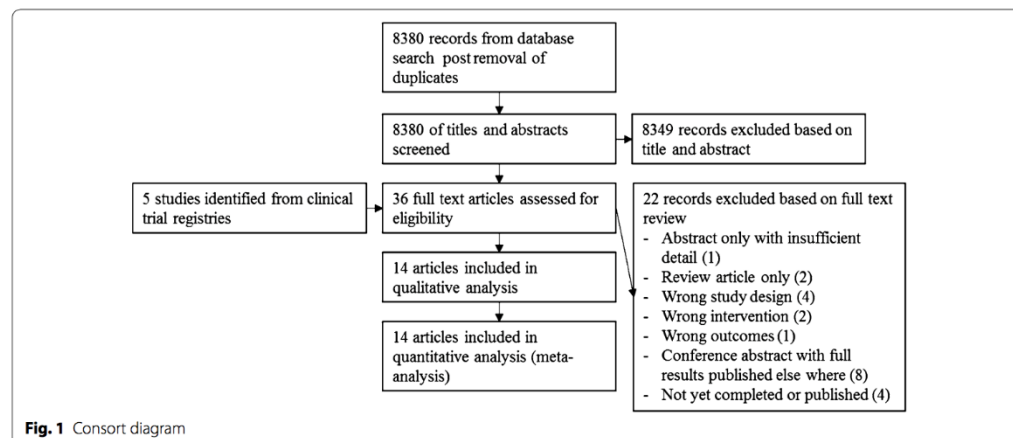 8380 records from database
search post removal of
duplicates
8380 of titles and abstracts
screened
8349 records excluded based on
title and abstract
5 studies identified from clinical
trial registries
36 full text articles assessed for
eligibility
22 records excluded based on full text
review
- Abstract only with insufficient
detail (1)
- Review article only (2)
- Wrong study design (4)
- Wrong intervention (2)
- Wrong outcomes (1)
- Conference abstract with full
results published else where (8)
- Not yet completed or published (4)
14 articles included in
qualitative analysis
14 articles included in
quantitative analysis (meta-
analysis)
Fig. 1 Consort diagram